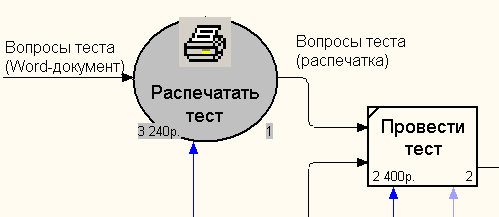 Вопросы теста
(Word-документ)
Распечатать
тест
3 240р.
1
Вопросы теста
(распечатка)
Провести
тест
2 400р.
2